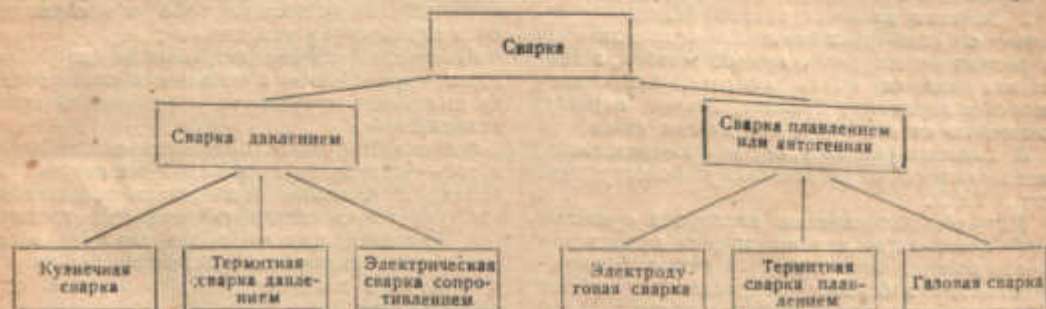 Сварка
Сварка давлением
Сварка плавлением
или автогенная
Кузнечная
сварка
Термитная
сварка давле-
нием
Электрическая
сварка сопро-
тивлением
Электроду-
говая сварка
Термитная
сварка плав-
лением
Газовая сварка